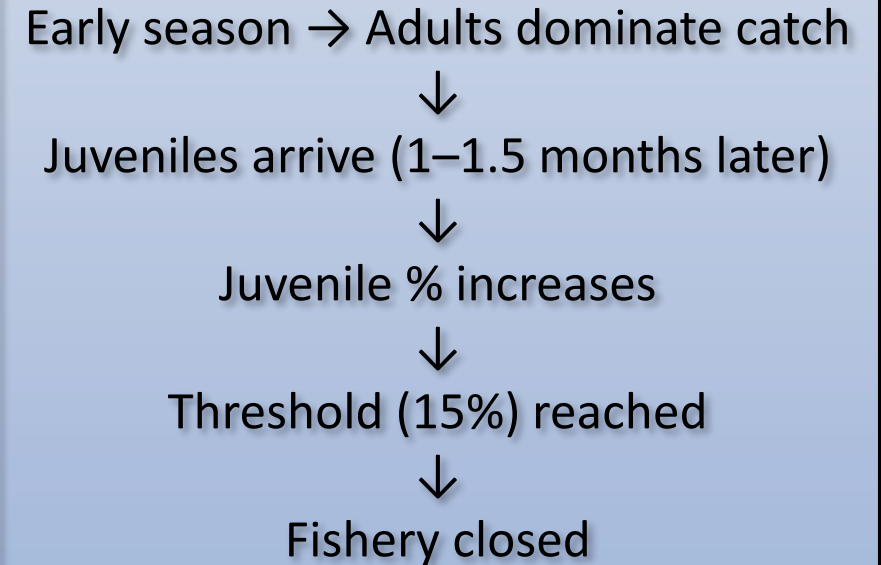 Early season → Adults dominate catch
↓
Juveniles arrive (1–1.5 months later)
↓
Juvenile % increases
↓
Threshold (15%) reached
↓
Fishery closed